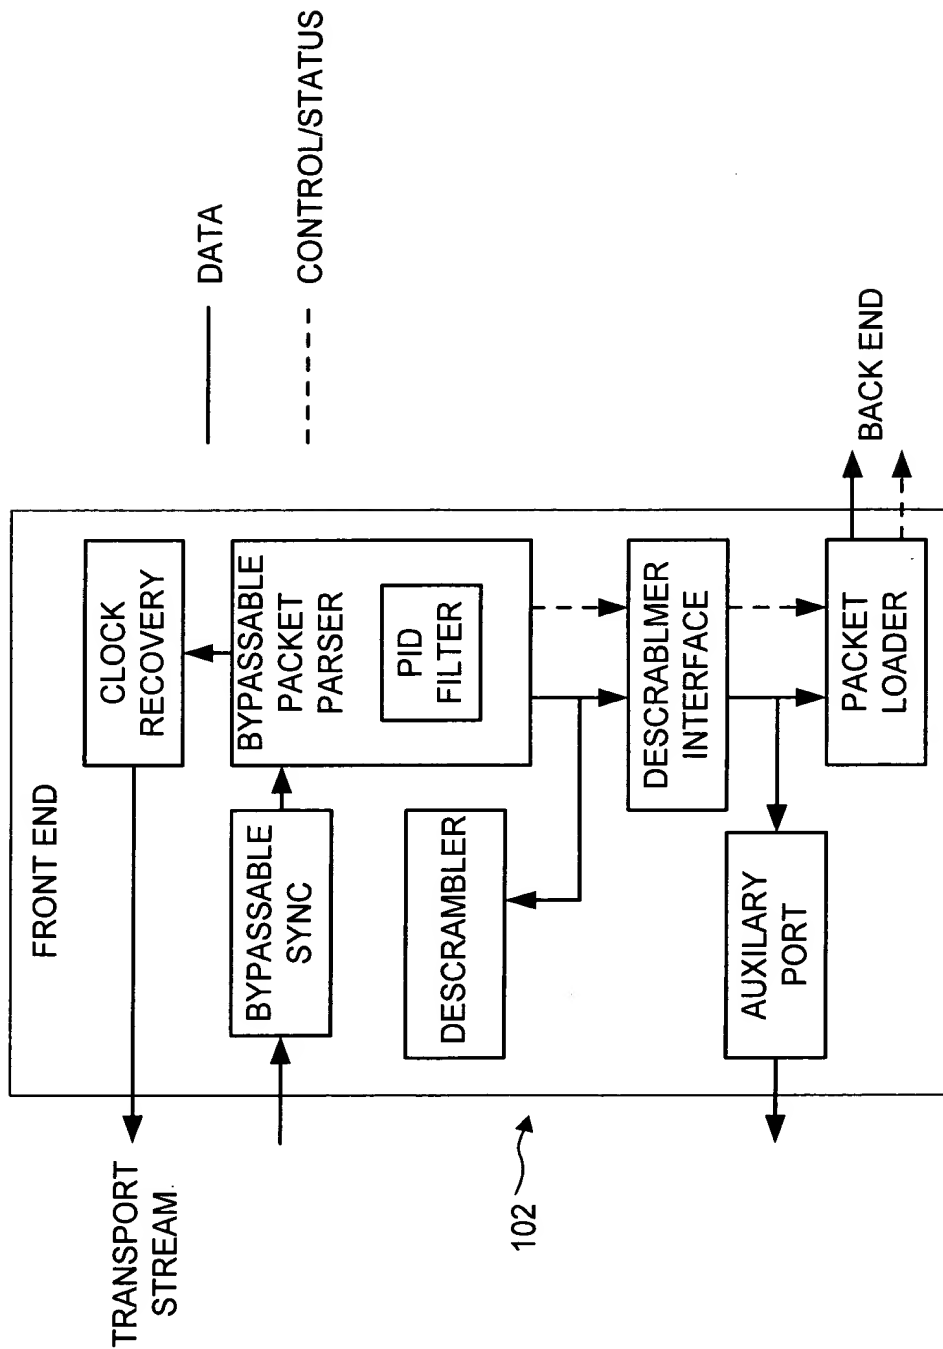 FRONT END
TRANSPORT
STREAM
CLOCK
RECOVERY
BYPASSABLE
SYNC
BYPASSABLE
PACKET
PARSER
PID
FILTER
DESCRAMBLER
DESCRABLMER
INTERFACE
AUXILARY
PORT
PACKET
LOADER
BACK END
DATA
CONTROL/STATUS
102